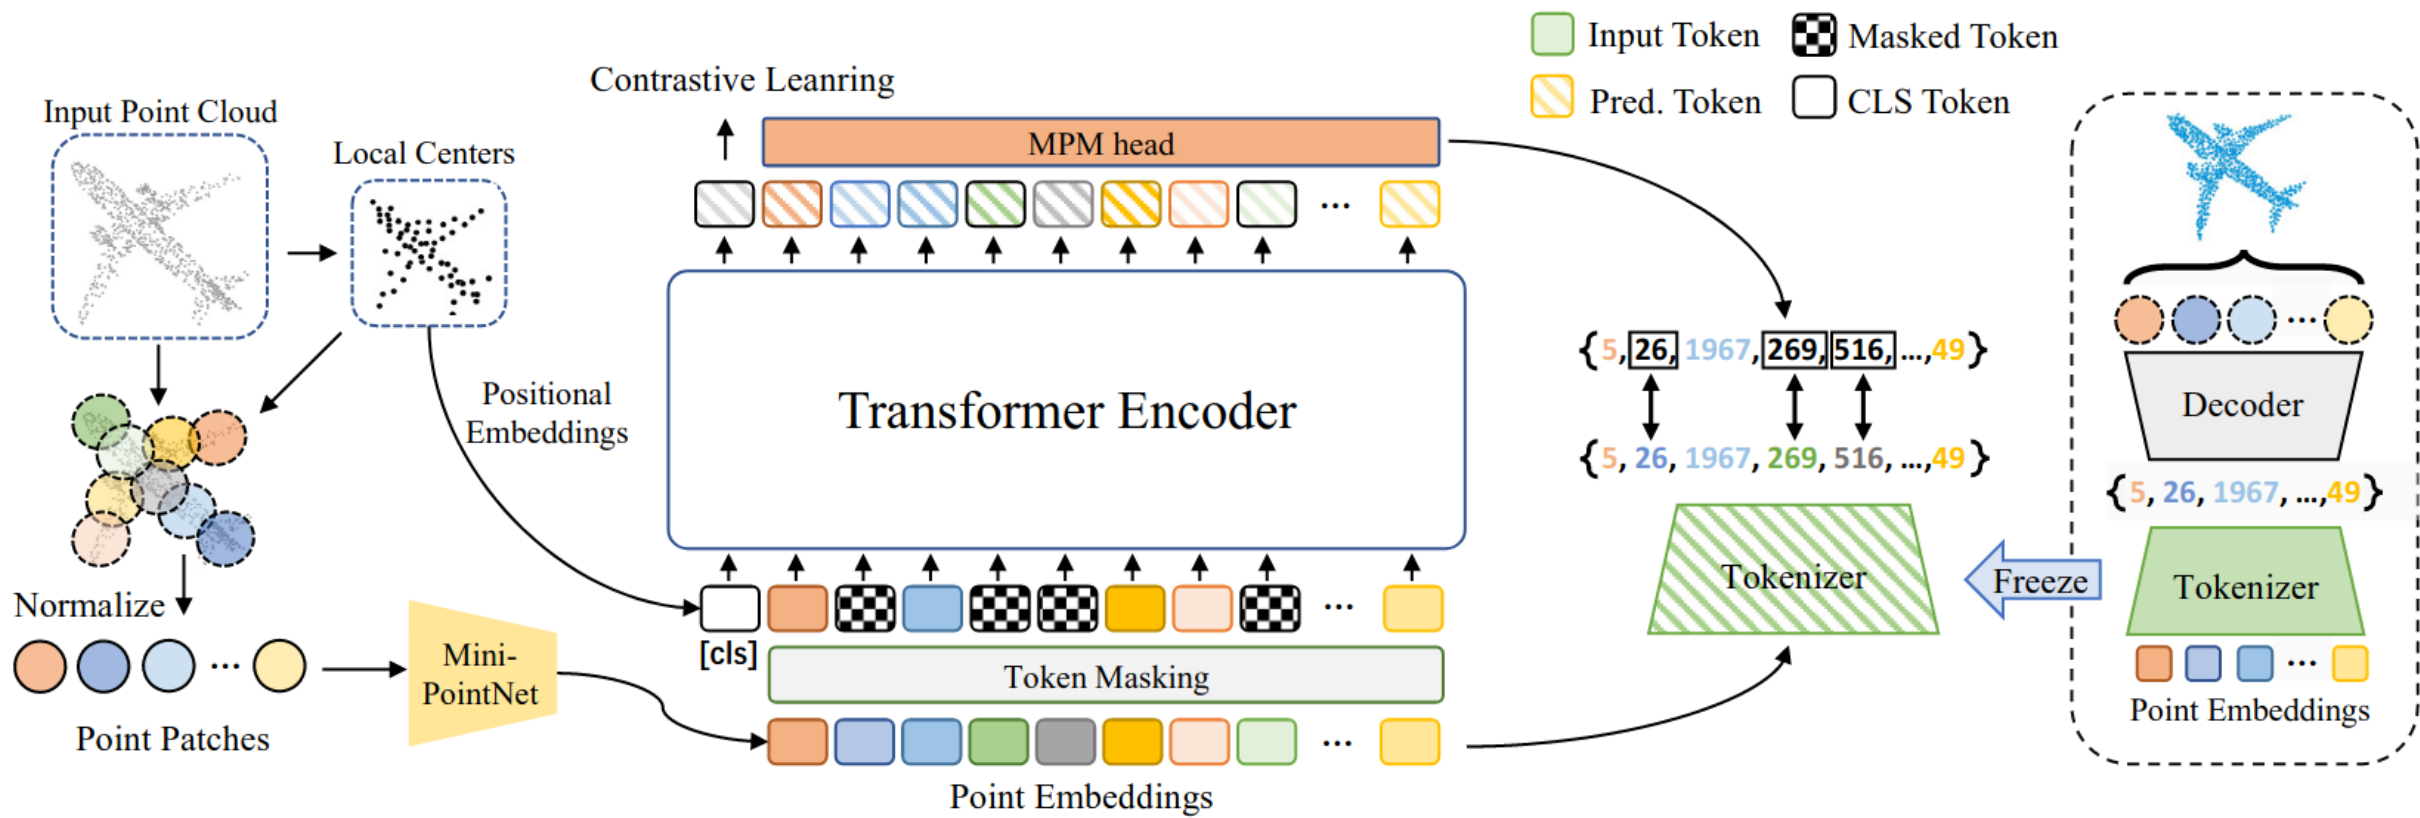 Input Token
Masked Token
Pred. Token
CLS Token
Contrastive Leanring
Input Point Cloud
Local Centers
MPM head
Positional
Embeddings
Transformer Encoder
{5, 26, 1967, 269, 516, ...,49}
{5, 26, 1967, 269, 516, ...,49}
Decoder
{5, 26, 1967, ...,49}
Tokenizer
Freeze
Tokenizer
Point Embeddings
Normalize
...
Point Patches
Mini-
PointNet
[cls]
...
Token Masking
...
Point Embeddings